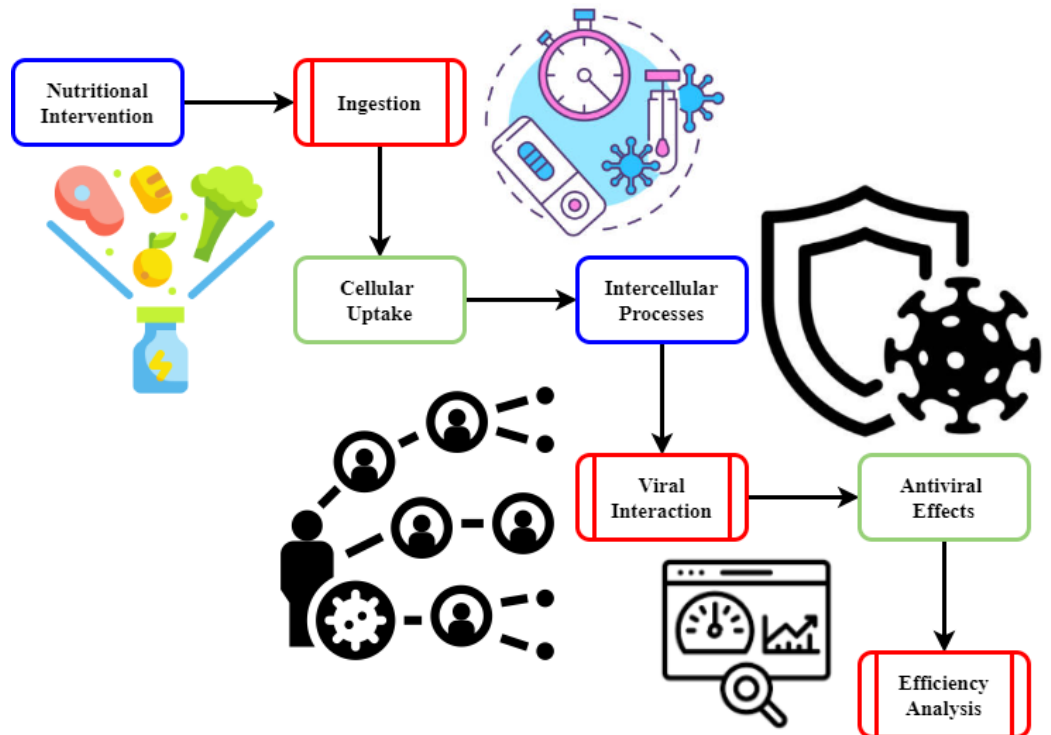 Nutritional
Intervention
Ingestion
Cellular
Uptake
Intercellular
Processes
Viral
Interaction
Antiviral
Effects
Efficiency
Analysis